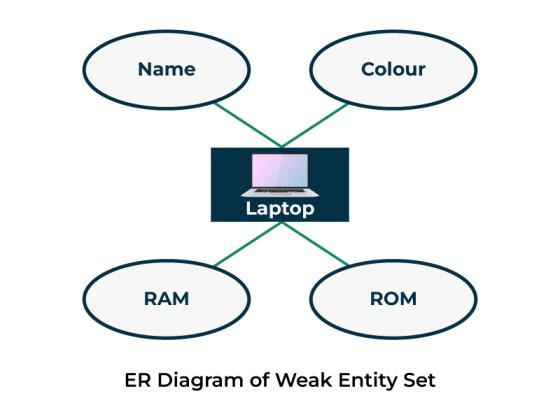 Name
Colour
Laptop
RAM
ROM
ER Diagram of Weak Entity Set